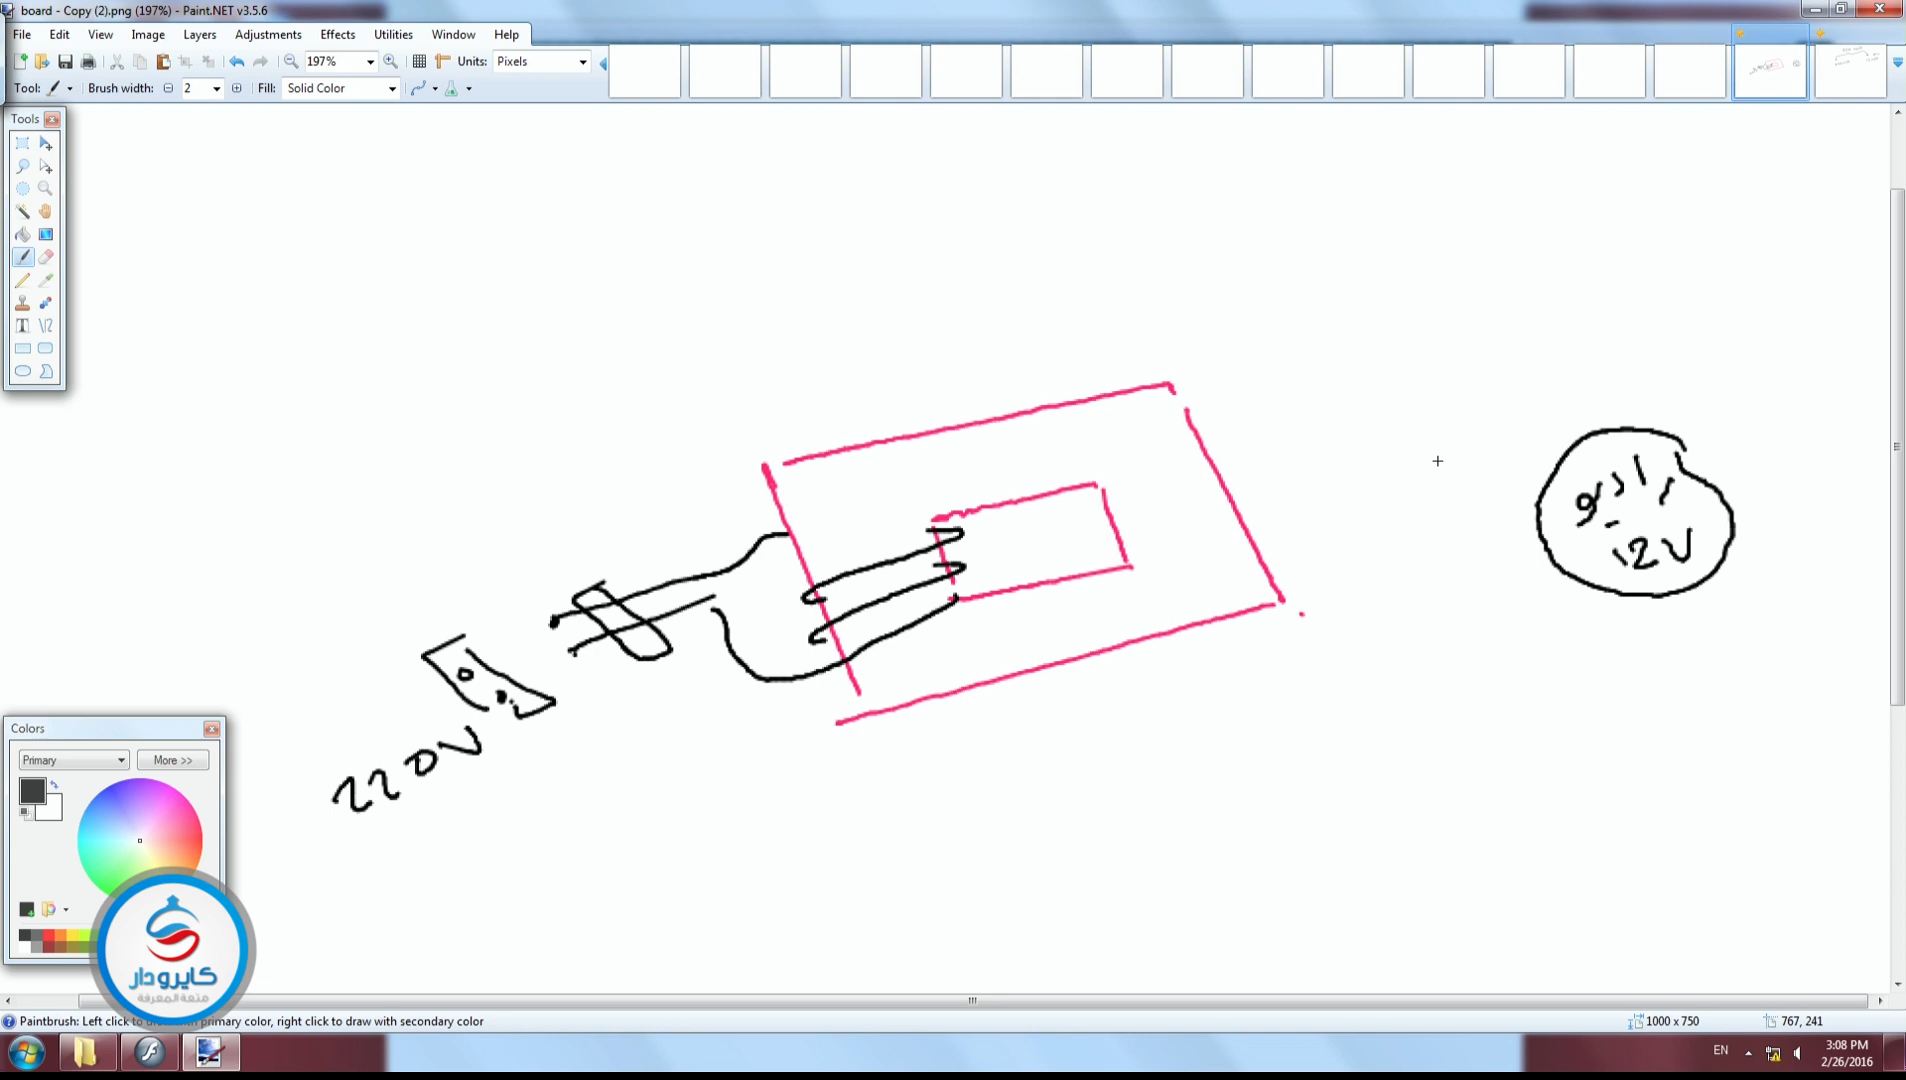 board - Copy (2).png (197%) - Paint.NET v3.5.6
File Edit View Image Layers Adjustments Effects Utilities Window Help
197% Units: Pixels
Tool: Brush width: 2 Fill: Solid Color
Tools
12V
220V
Colors
Primary More >>
كايرودار
متعة المعرفة
Paintbrush: Left click to draw with primary color, right click to draw with secondary color
1000 x 750 767, 241
EN 3:08 PM
2/26/2016